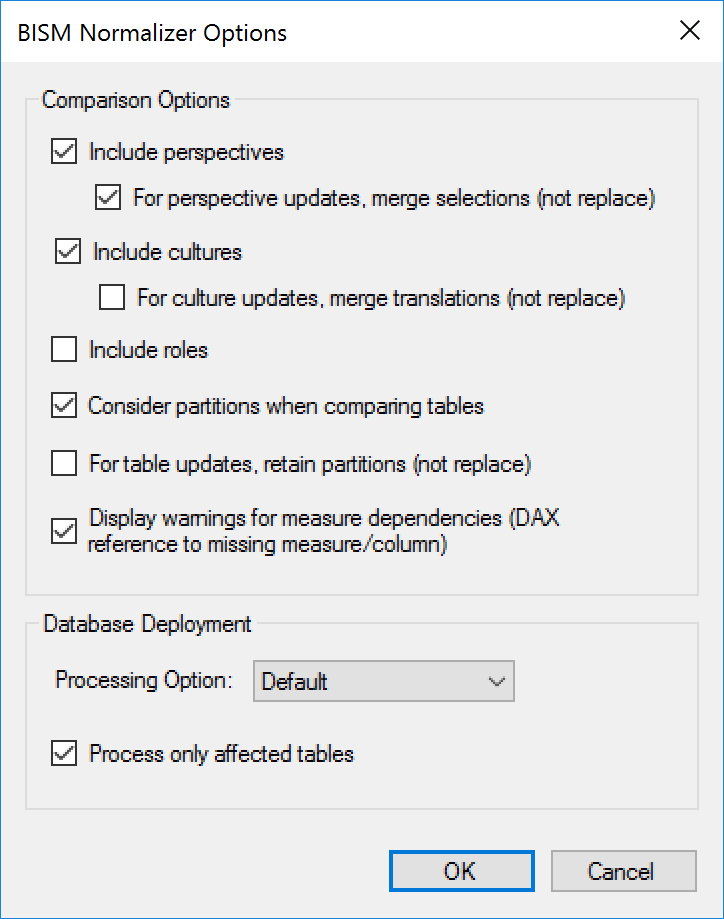 BISM Normalizer Options
Comparison Options
Include perspectives
For perspective updates, merge selections (not replace)
Include cultures
For culture updates, merge translations (not replace)
Include roles
Consider partitions when comparing tables
For table updates, retain partitions (not replace)
Display warnings for measure dependencies (DAX
reference to missing measure/column)
Database Deployment
Processing Option: Default
Process only affected tables
OK Cancel